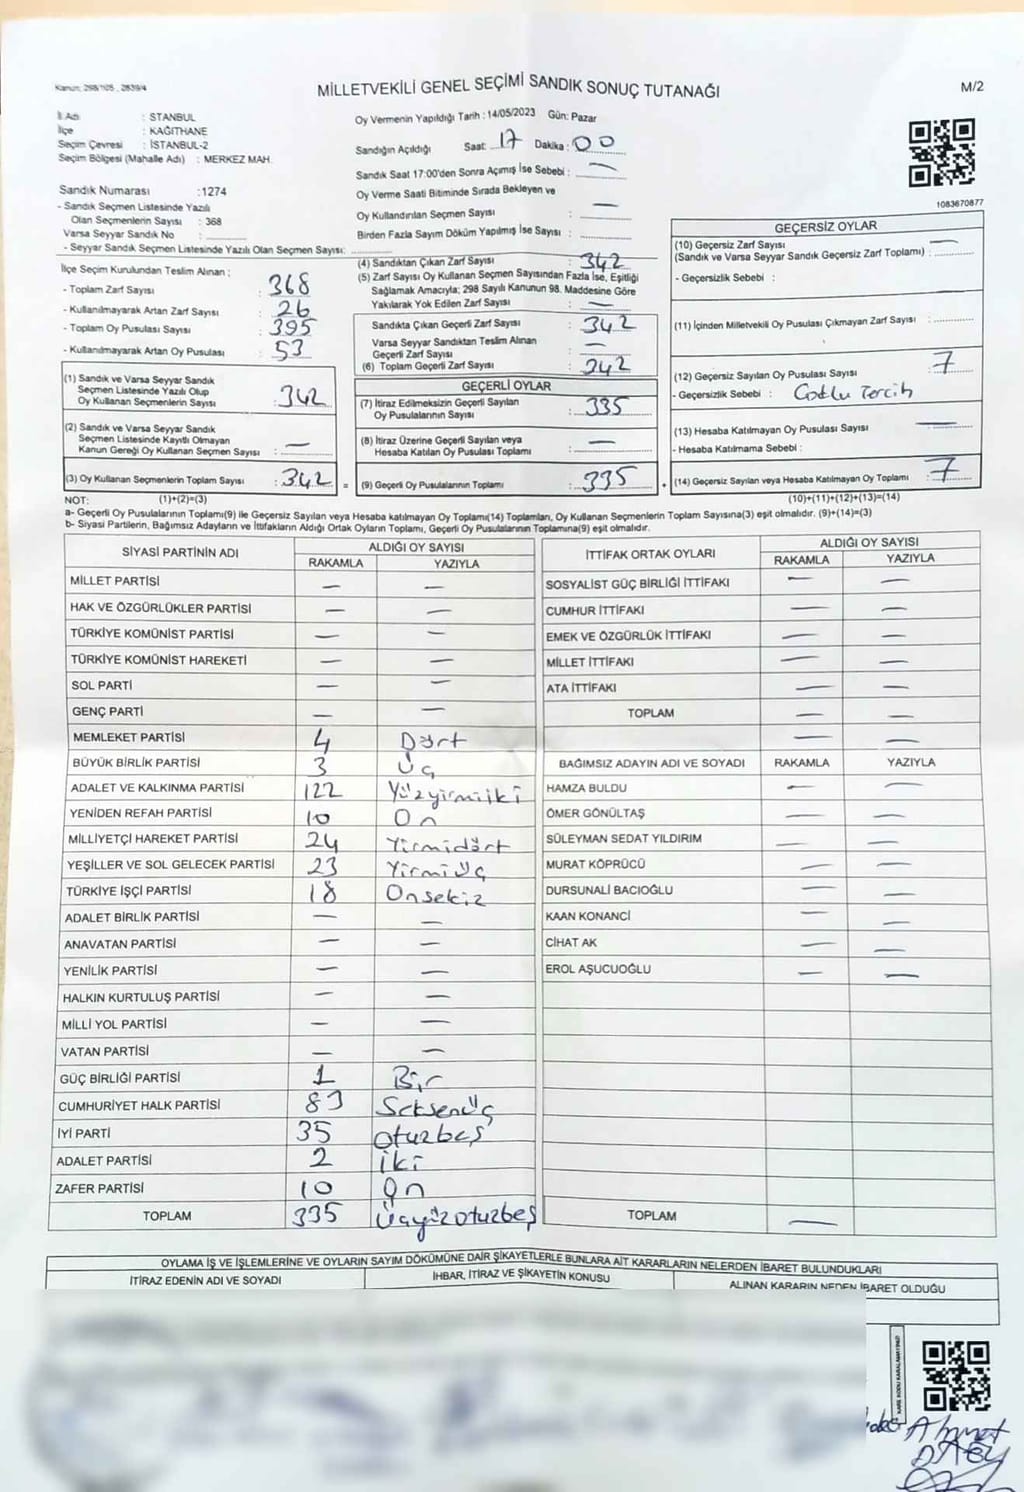 Kanun: 298/105 , 2839/4
MİLLETVEKİLİ GENEL SEÇİMİ SANDIK SONUÇ TUTANAĞI
M/2
İl Adı : İSTANBUL
İlçe : KAĞITHANE
Seçim Çevresi : İSTANBUL-2
Seçim Bölgesi (Mahalle Adı) : MERKEZ MAH.
Sandık Numarası :1274
- Sandık Seçmen Listesinde Yazılı
Olan Seçmenlerin Sayısı : 368
Varsa Seyyar Sandık No :
- Seyyar Sandık Seçmen Listesinde Yazılı Olan Seçmen Sayısı:
Oy Vermenin Yapıldığı Tarih : 14/05/2023 Gün: Pazar
Sandığın Açıldığı Saat: 17 Dakika : 00
Sandık Saat 17:00'den Sonra Açımış İse Sebebi : —
Oy Verme Saati Bitiminde Sırada Bekleyen ve
Oy Kullandırılan Seçmen Sayısı : —
Birden Fazla Sayım Döküm Yapılmış İse Sayısı :
1083670877
İlçe Seçim Kurulundan Teslim Alınan ;
- Toplam Zarf Sayısı : 368
- Kullanılmayarak Artan Zarf Sayısı : 26
- Toplam Oy Pusulası Sayısı : 395
- Kullanılmayarak Artan Oy Pusulası : 53
(1) Sandık ve Varsa Seyyar Sandık
Seçmen Listesinde Yazılı Olup
Oy Kullanan Seçmenlerin Sayısı : 342
(2) Sandık ve Varsa Seyyar Sandık
Seçmen Listesinde Kayıtlı Olmayan
Kanun Gereği Oy Kullanan Seçmen Sayısı : —
(3) Oy Kullanan Seçmenlerin Toplam Sayısı : 342 =
(4) Sandıktan Çıkan Zarf Sayısı : 342
(5) Zarf Sayısı Oy Kullanan Seçmen Sayısından Fazla İse, Eşitliği
Sağlamak Amacıyla; 298 Sayılı Kanunun 98. Maddesine Göre
Yakılarak Yok Edilen Zarf Sayısı : —
Sandıkta Çıkan Geçerli Zarf Sayısı : 342
Varsa Seyyar Sandıktan Teslim Alınan
Geçerli Zarf Sayısı : —
(6) Toplam Geçerli Zarf Sayısı : 342
GEÇERLİ OYLAR
(7) İtiraz Edilmeksizin Geçerli Sayılan
Oy Pusulalarının Sayısı : 335
(8) İtiraz Üzerine Geçerli Sayılan veya
Hesaba Katılan Oy Pusulası Toplamı : —
(9) Geçerli Oy Pusulalarının Toplamı : 335 +
GEÇERSİZ OYLAR
(10) Geçersiz Zarf Sayısı —
(Sandık ve Varsa Seyyar Sandık Geçersiz Zarf Toplamı) :
- Geçersizlik Sebebi :
(11) İçinden Milletvekili Oy Pusulası Çıkmayan Zarf Sayısı :
(12) Geçersiz Sayılan Oy Pusulası Sayısı : 7
- Geçersizlik Sebebi : Çoklu Tercih
(13) Hesaba Katılmayan Oy Pusulası Sayısı : —
- Hesaba Katılmama Sebebi :
(14) Geçersiz Sayılan veya Hesaba Katılmayan Oy Toplamı : 7
NOT: (1)+(2)=(3) (10)+(11)+(12)+(13)=(14)
a- Geçerli Oy Pusulalarının Toplamı(9) ile Geçersiz Sayılan veya Hesaba katılmayan Oy Toplamı(14) Toplamları, Oy Kullanan Seçmenlerin Toplam Sayısına(3) eşit olmalıdır. (9)+(14)=(3)
b- Siyasi Partilerin, Bağımsız Adayların ve İttifakların Aldığı Ortak Oyların Toplamı, Geçerli Oy Pusulalarının Toplamına(9) eşit olmalıdır.
SİYASİ PARTİNİN ADI ALDIĞI OY SAYISI
RAKAMLA YAZIYLA
MİLLET PARTİSİ — —
HAK VE ÖZGÜRLÜKLER PARTİSİ — —
TÜRKİYE KOMÜNİST PARTİSİ — —
TÜRKİYE KOMÜNİST HAREKETİ — —
SOL PARTİ — —
GENÇ PARTİ — —
MEMLEKET PARTİSİ 4 Dört
BÜYÜK BİRLİK PARTİSİ 3 Üç
ADALET VE KALKINMA PARTİSİ 122 Yüzyirmiiki
YENİDEN REFAH PARTİSİ 10 On
MİLLİYETÇİ HAREKET PARTİSİ 24 Yirmidört
YEŞİLLER VE SOL GELECEK PARTİSİ 23 Yirmiüç
TÜRKİYE İŞÇİ PARTİSİ 18 Onsekiz
ADALET BİRLİK PARTİSİ — —
ANAVATAN PARTİSİ — —
YENİLİK PARTİSİ — —
HALKIN KURTULUŞ PARTİSİ — —
MİLLİ YOL PARTİSİ — —
VATAN PARTİSİ — —
GÜÇ BİRLİĞİ PARTİSİ 1 Bir
CUMHURİYET HALK PARTİSİ 83 Seksenüç
İYİ PARTİ 35 otuzbeş
ADALET PARTİSİ 2 iki
ZAFER PARTİSİ 10 On
TOPLAM 335 Üçyüzotuzbeş
İTTİFAK ORTAK OYLARI ALDIĞI OY SAYISI
RAKAMLA YAZIYLA
SOSYALİST GÜÇ BİRLİĞİ İTTİFAKI — —
CUMHUR İTTİFAKI — —
EMEK VE ÖZGÜRLÜK İTTİFAKI — —
MİLLET İTTİFAKI — —
ATA İTTİFAKI — —
TOPLAM — —
— —
BAĞIMSIZ ADAYIN ADI VE SOYADI RAKAMLA YAZIYLA
HAMZA BULDU — —
ÖMER GÖNÜLTAŞ — —
SÜLEYMAN SEDAT YILDIRIM — —
MURAT KÖPRÜCÜ — —
DURSUNALİ BACIOĞLU — —
KAAN KONANCİ — —
CİHAT AK — —
EROL AŞUCUOĞLU — —
TOPLAM —
OYLAMA İŞ VE İŞLEMLERİNE VE OYLARIN SAYIM DÖKÜMÜNE DAİR ŞİKAYETLERLE BUNLARA AİT KARARLARIN NELERDEN İBARET BULUNDUKLARI
İTİRAZ EDENİN ADI VE SOYADI İHBAR, İTİRAZ VE ŞİKAYETİN KONUSU ALINAN KARARIN NEDEN İBARET OLDUĞU
KARE KODU KARALAMAYINIZ!
Ahmet